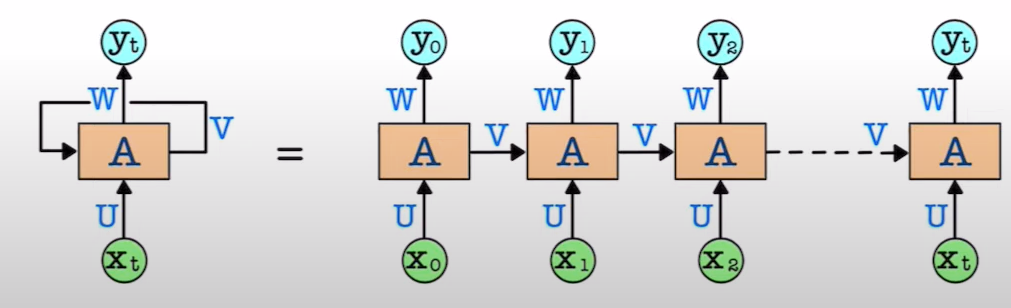 yt y0 y1 y2 yt
W W W W W
V V V V
A = A A A A
U U U U U
xt x0 x1 x2 xt